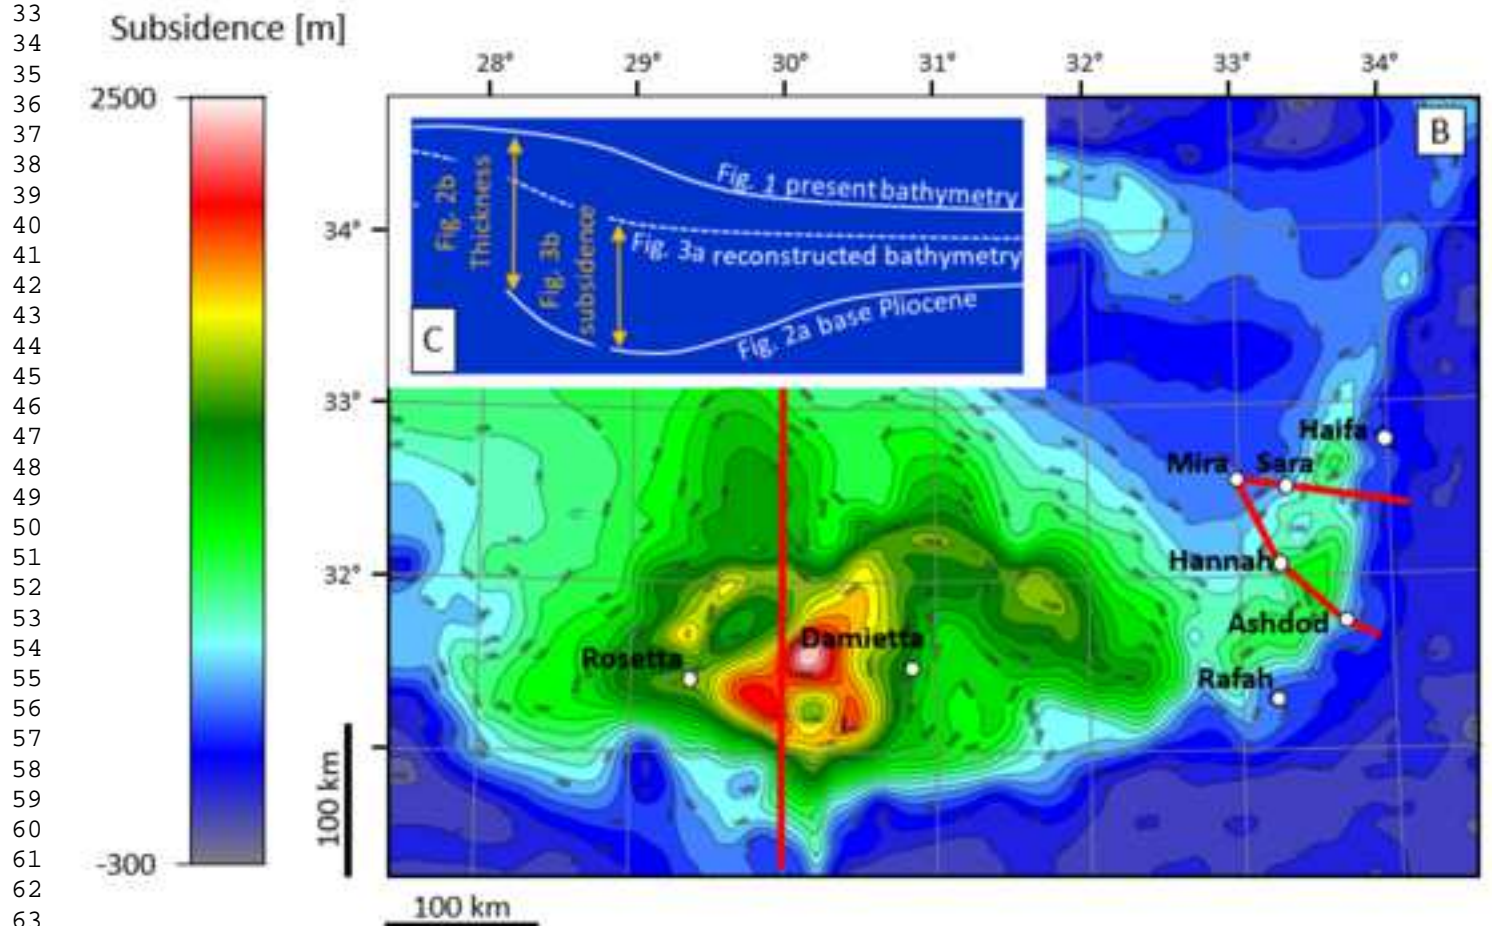 33
34
35
36
37
38
39
40
41
42
43
44
45
46
47
48
49
50
51
52
53
54
55
56
57
58
59
60
61
62
63
Subsidence [m]
2500
-300
28° 29° 30° 31° 32° 33° 34°
B
34°
33°
32°
Fig. 2b
Thickness
Fig. 3b
subsidence
Fig. 1 present bathymetry
Fig. 3a reconstructed bathymetry
Fig. 2a base Pliocene
C
Haifa
Mira Sara
Hannah
Ashdod
Rafah
Damietta
Rosetta
100 km
100 km